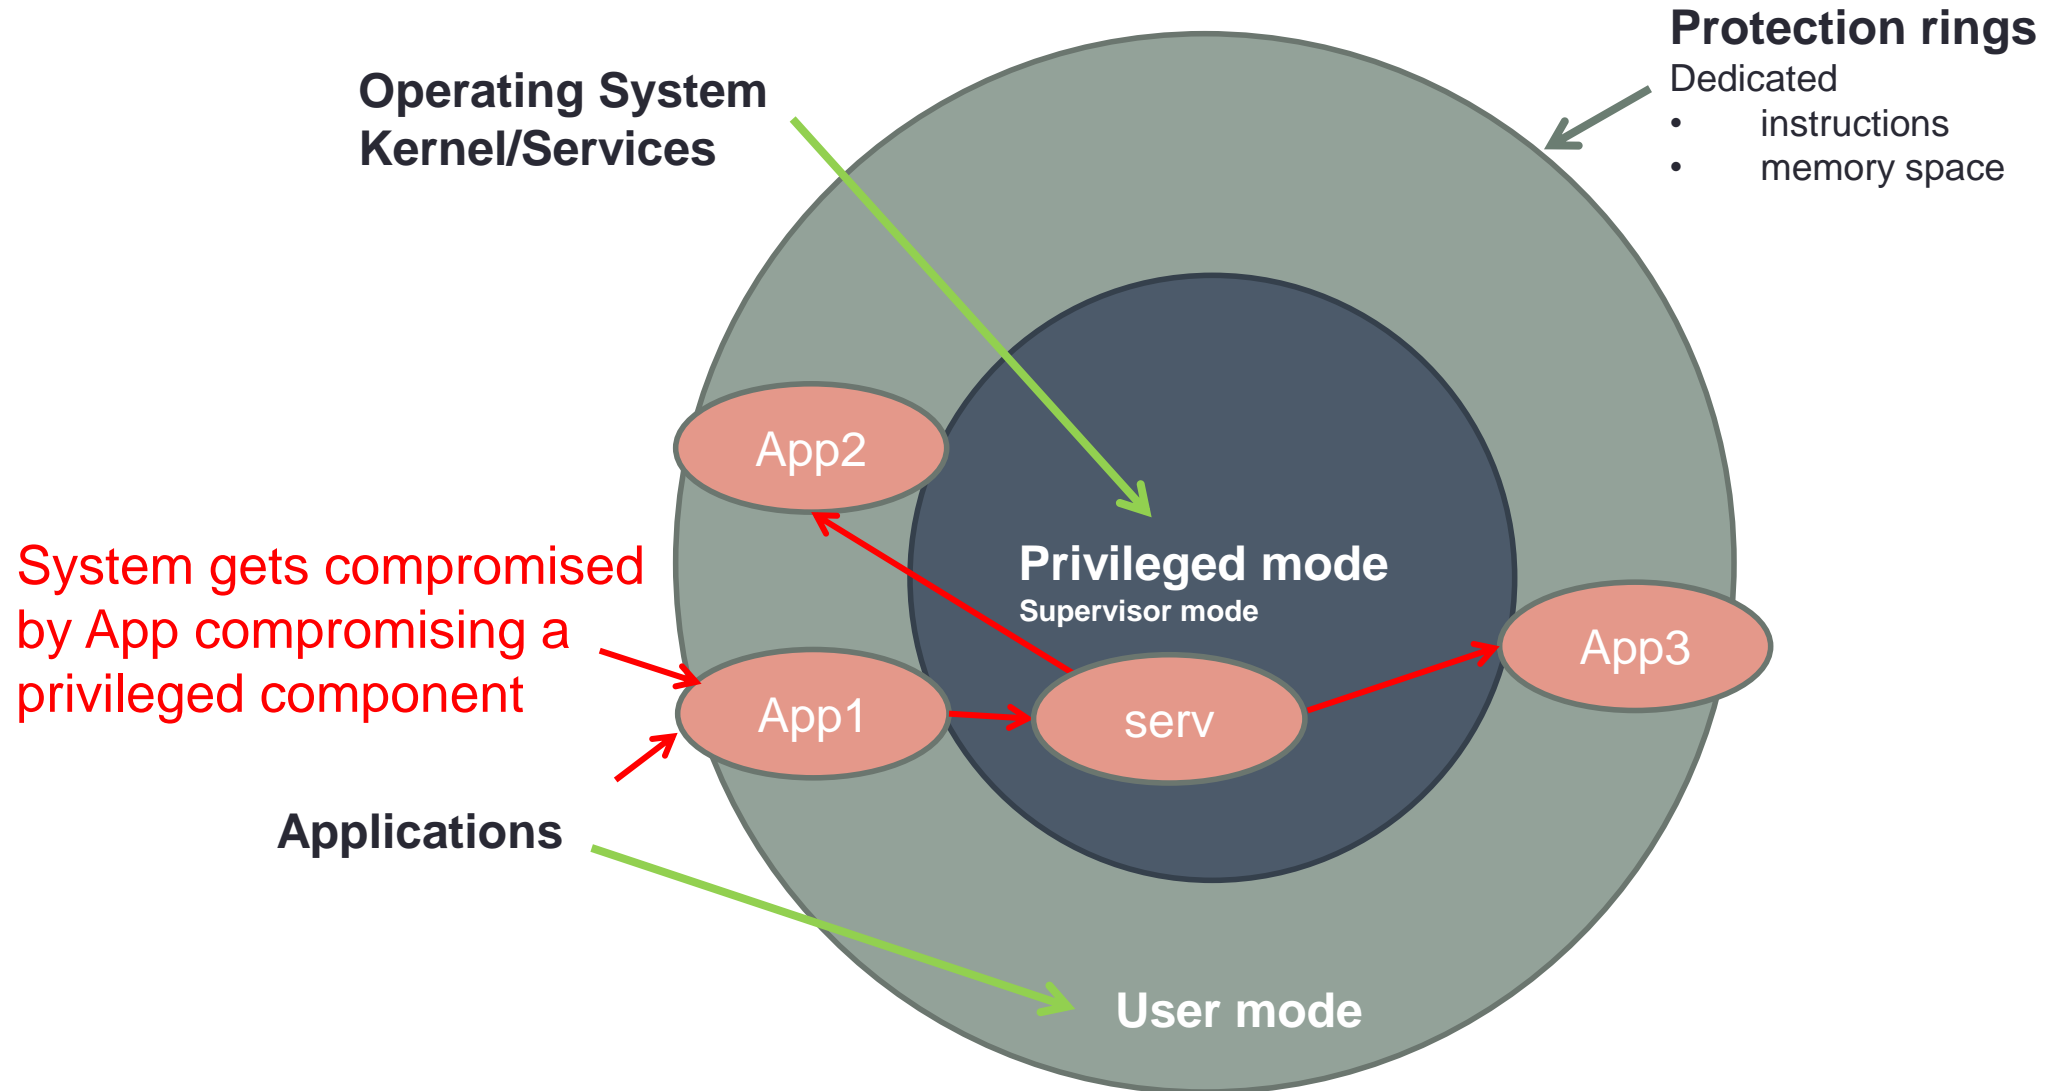 Protection rings
Dedicated
• instructions
• memory space
Operating System
Kernel/Services
App2
System gets compromised
by App compromising a
privileged component
Privileged mode
Supervisor mode
App3
App1
serv
Applications
User mode